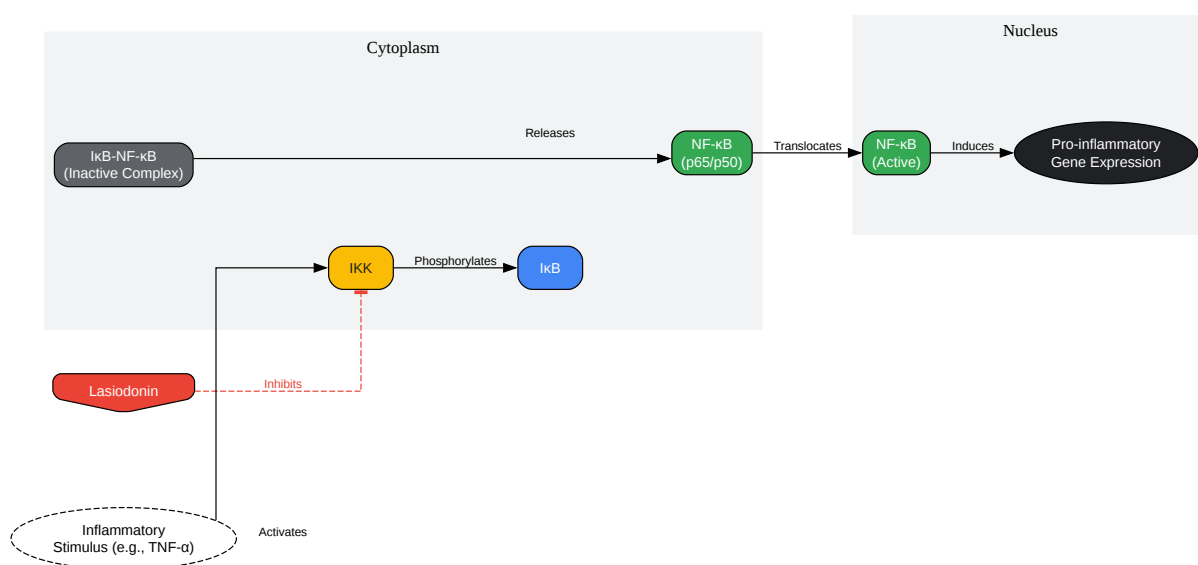 Cytoplasm
Nucleus
IκB-NF-κB
(Inactive Complex)
Releases
NF-κB
(p65/p50)
Translocates
NF-κB
(Active)
Induces
Pro-inflammatory
Gene Expression
IKK
Phosphorylates
IκB
Lasiodonin
Inhibits
Inflammatory
Stimulus (e.g., TNF-α)
Activates